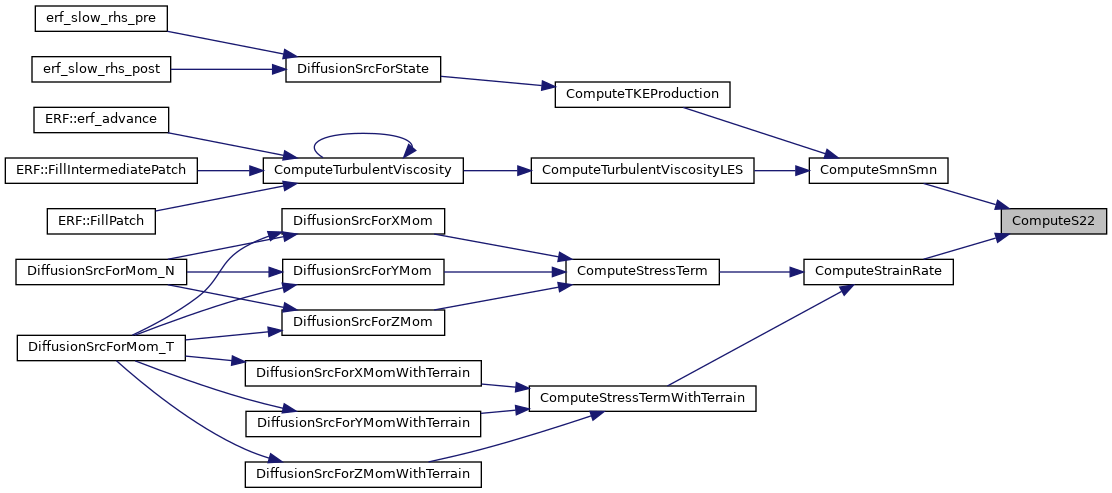 erf_slow_rhs_pre
erf_slow_rhs_post
DiffusionSrcForState
ComputeTKEProduction
ERF::erf_advance
ERF::FillIntermediatePatch
ComputeTurbulentViscosity
ComputeTurbulentViscosityLES
ComputeSmnSmn
ERF::FillPatch
DiffusionSrcForXMom
ComputeS22
DiffusionSrcForMom_N
DiffusionSrcForYMom
ComputeStressTerm
ComputeStrainRate
DiffusionSrcForZMom
DiffusionSrcForMom_T
DiffusionSrcForXMomWithTerrain
ComputeStressTermWithTerrain
DiffusionSrcForYMomWithTerrain
DiffusionSrcForZMomWithTerrain